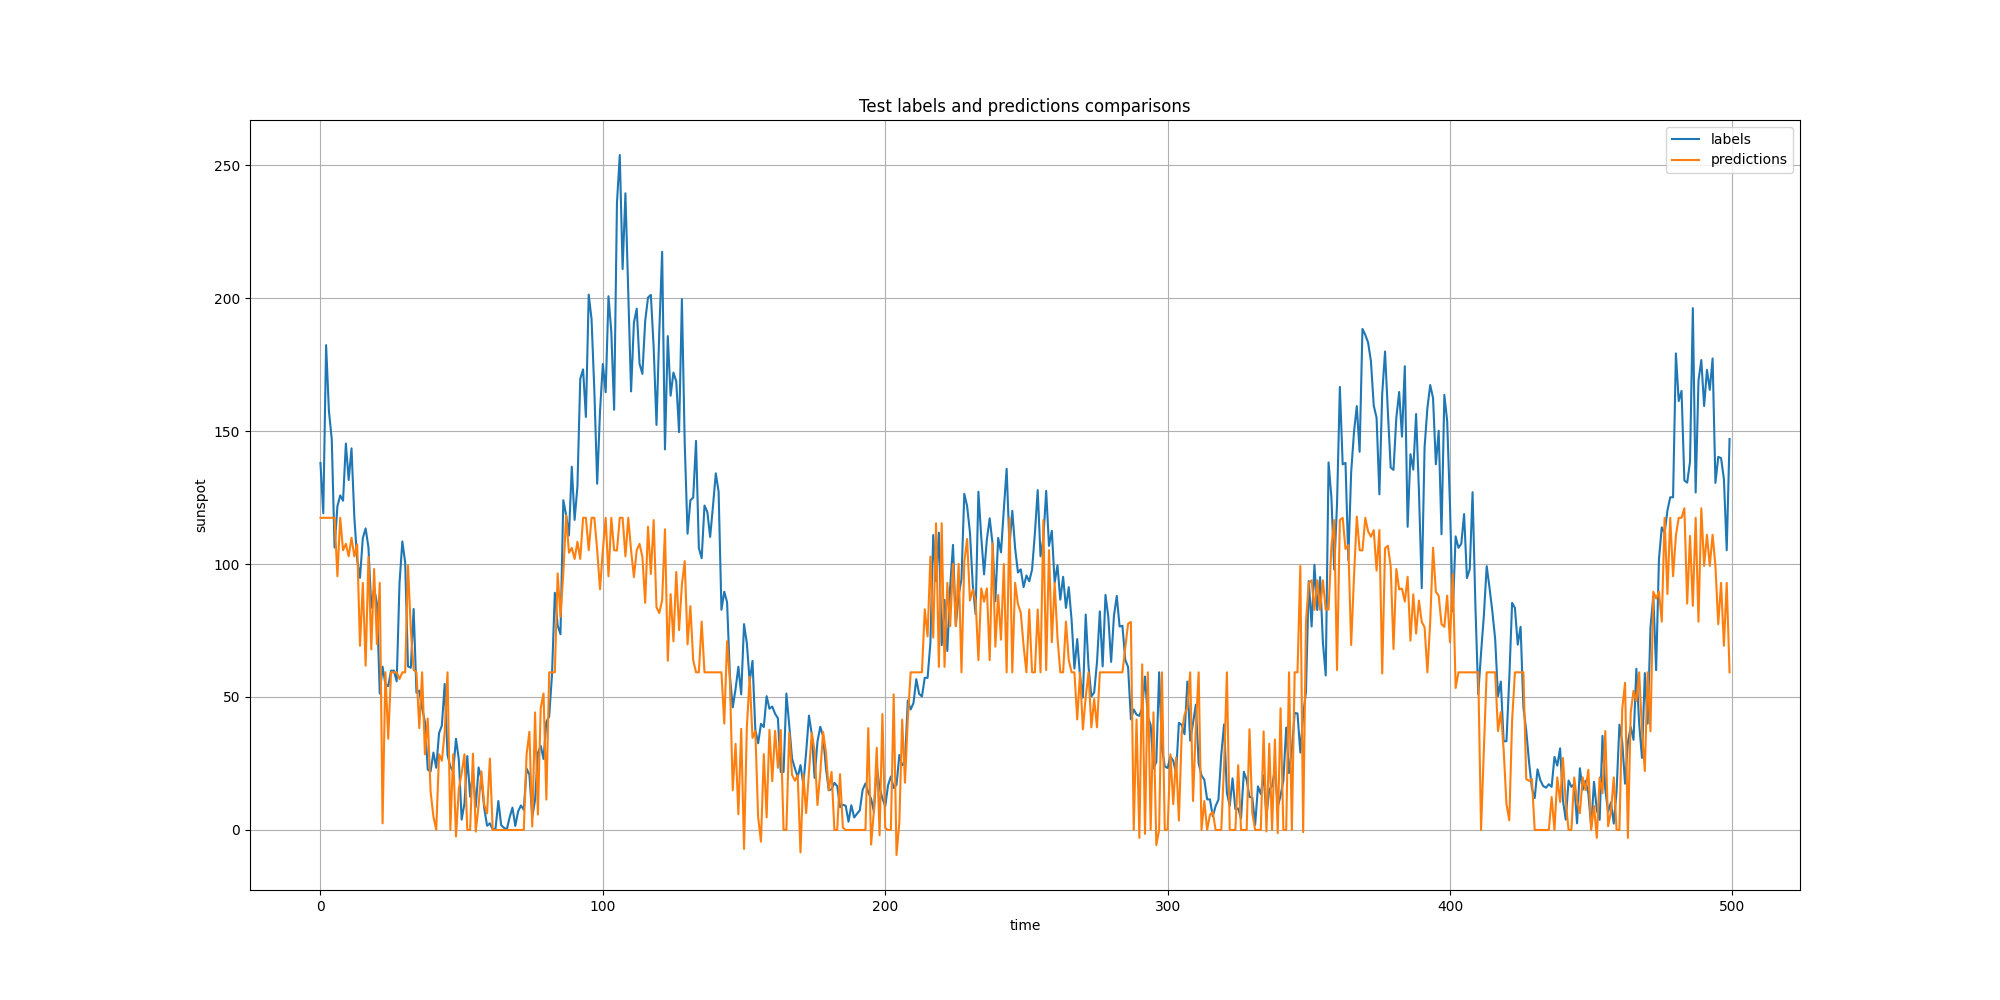 Test labels and predictions comparisons
labels
predictions
250
200
150
100
50
0
sunspot
0 100 200 300 400 500
time